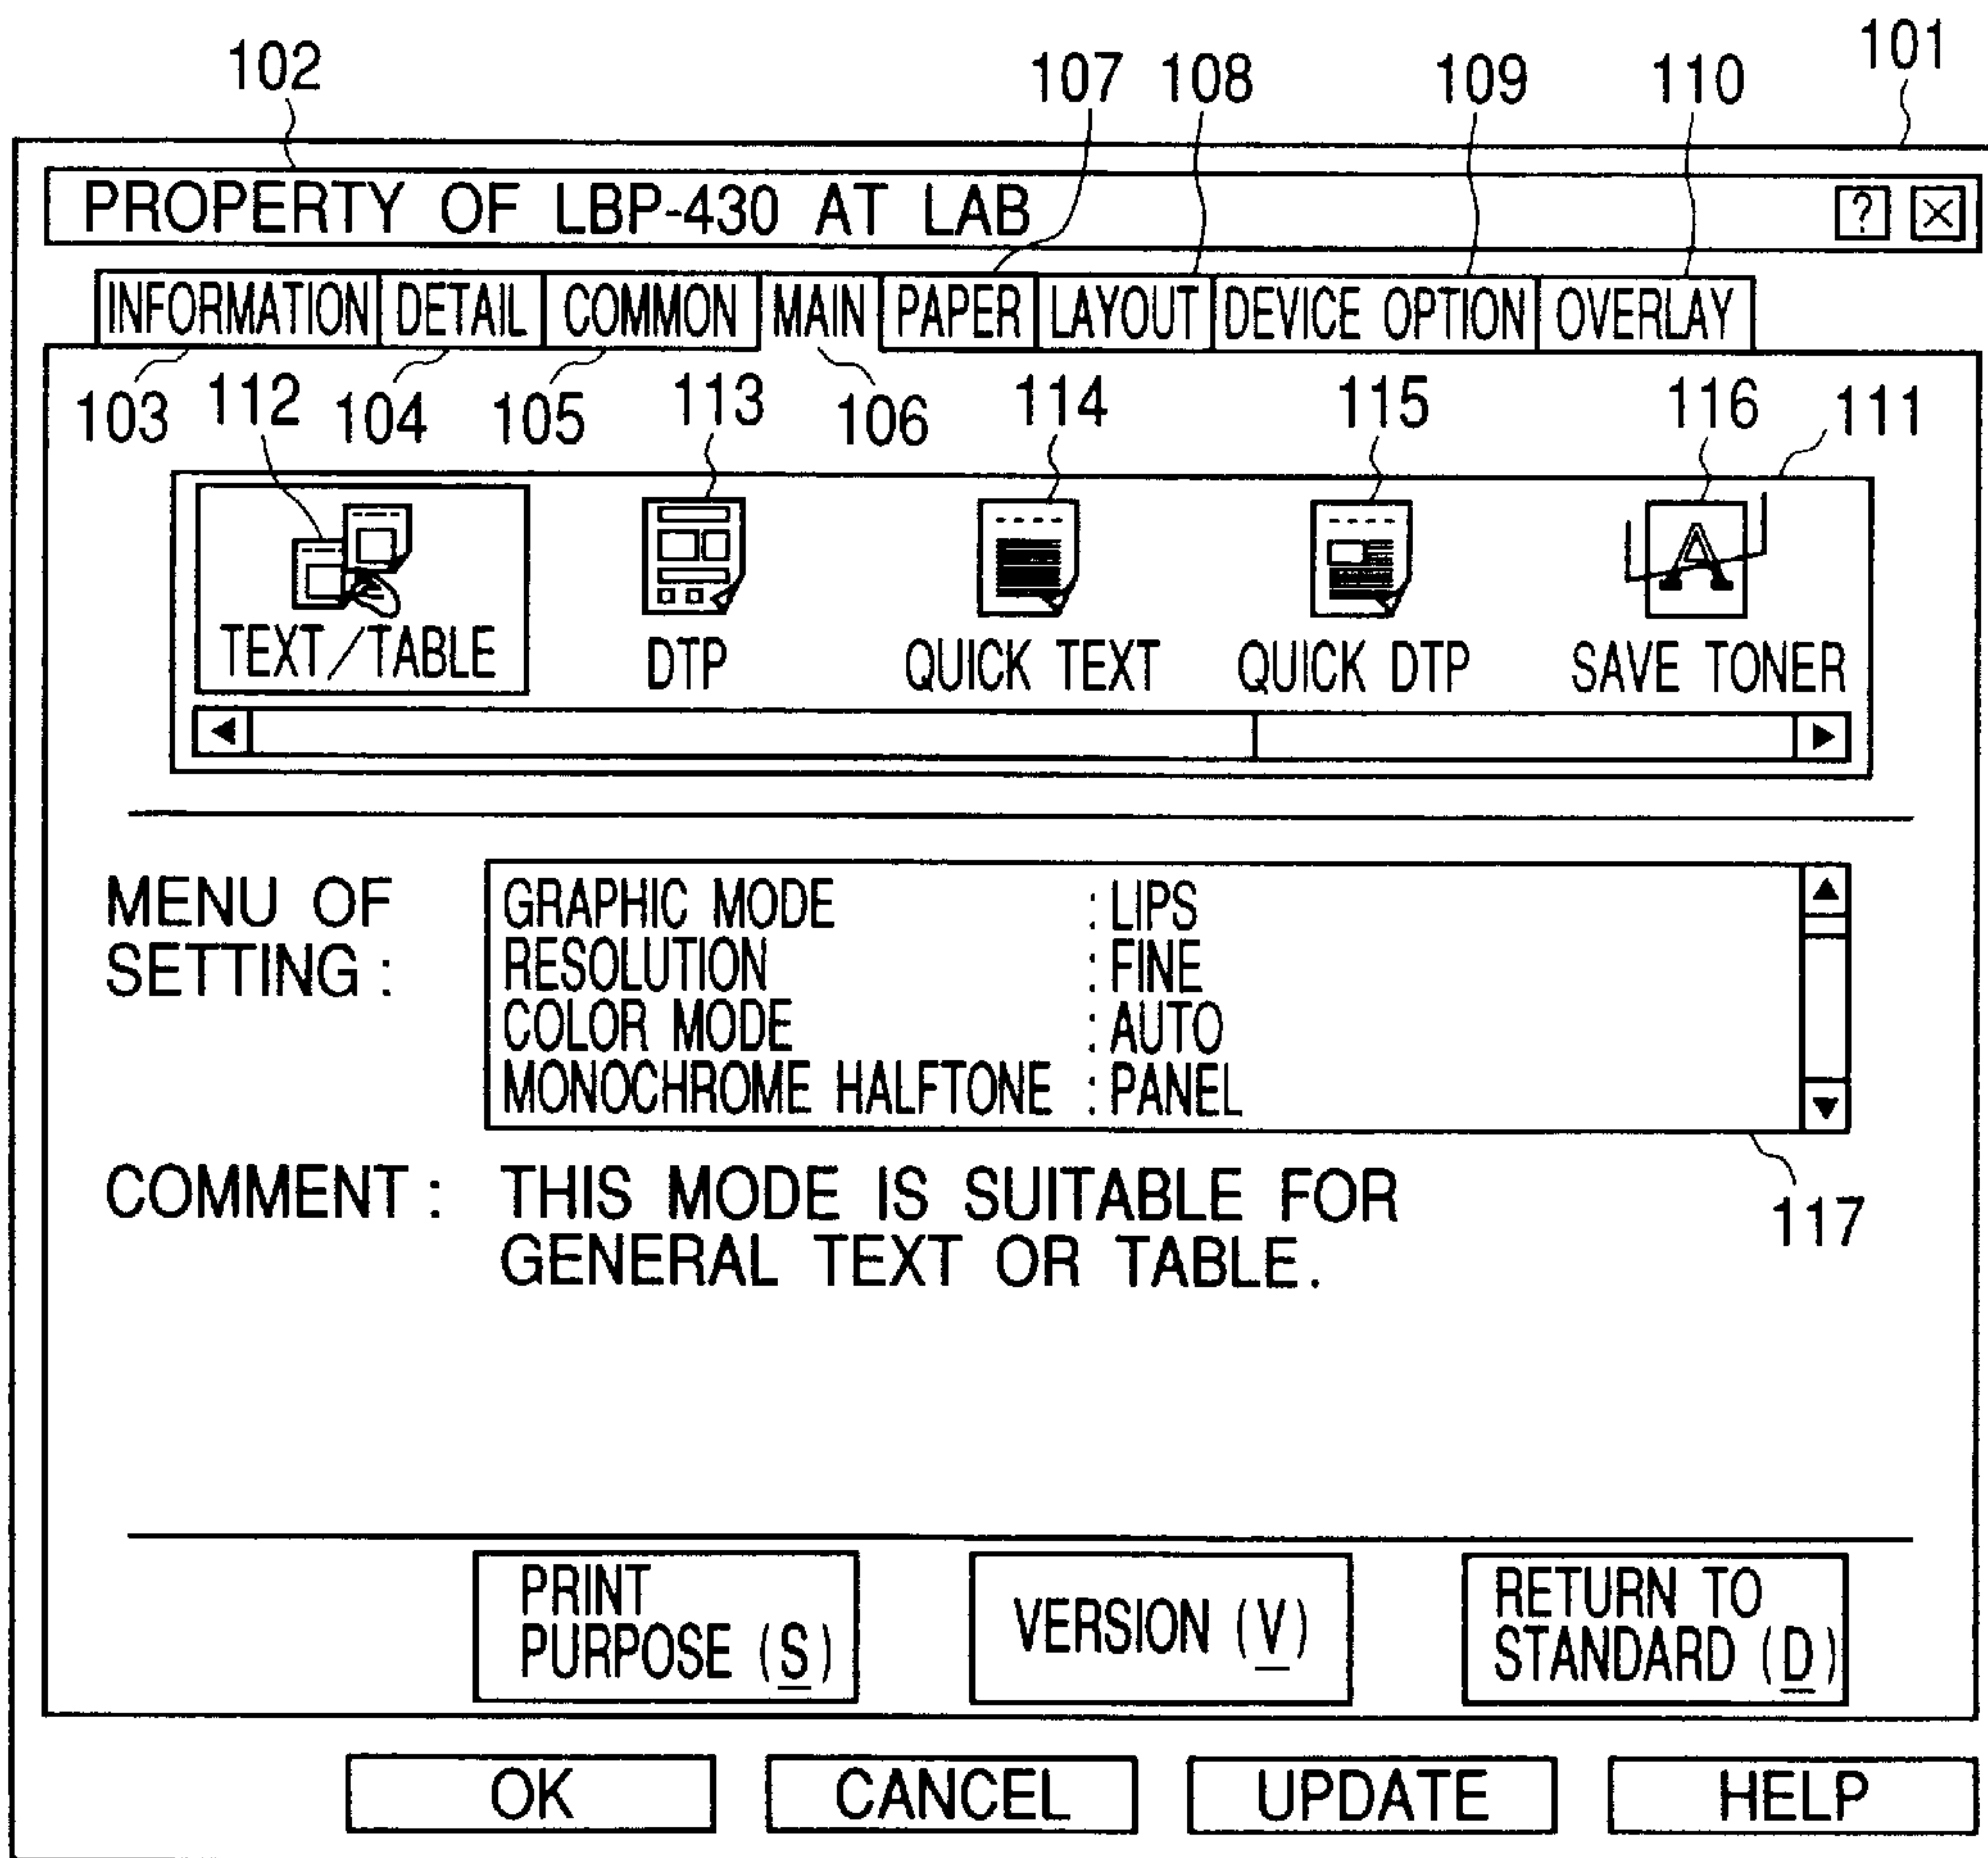 101
102
107 108 109 110
PROPERTY OF LBP-430 AT LAB ? X
INFORMATION DETAIL COMMON MAIN PAPER LAYOUT DEVICE OPTION OVERLAY
103 112 104 105 113 106 114 115 116 111
TEXT/TABLE DTP QUICK TEXT QUICK DTP SAVE TONER
MENU OF
SETTING :
GRAPHIC MODE : LIPS
RESOLUTION : FINE
COLOR MODE : AUTO
MONOCHROME HALFTONE : PANEL
117
COMMENT : THIS MODE IS SUITABLE FOR
GENERAL TEXT OR TABLE.
PRINT
PURPOSE (S)
VERSION (V)
RETURN TO
STANDARD (D)
OK CANCEL UPDATE HELP